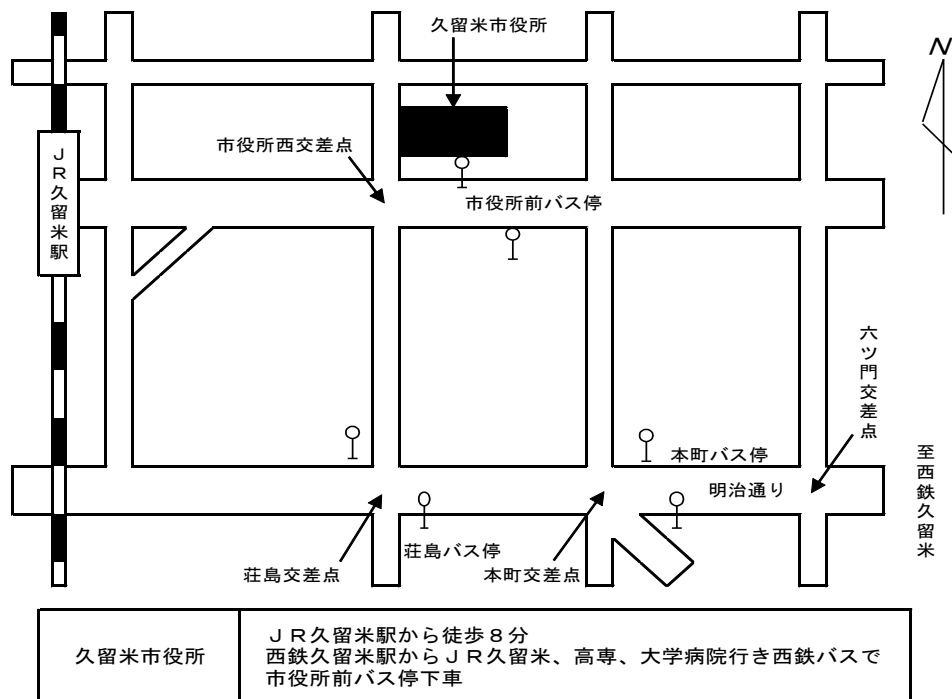 久留米市役所
N
市役所西交差点
ＪＲ久留米駅
市役所前バス停
六ツ門交差点
本町バス停
至西鉄久留米
明治通り
荘島バス停
荘島交差点
本町交差点
久留米市役所
ＪＲ久留米駅から徒歩８分
西鉄久留米駅からＪＲ久留米、高専、大学病院行き西鉄バスで
市役所前バス停下車